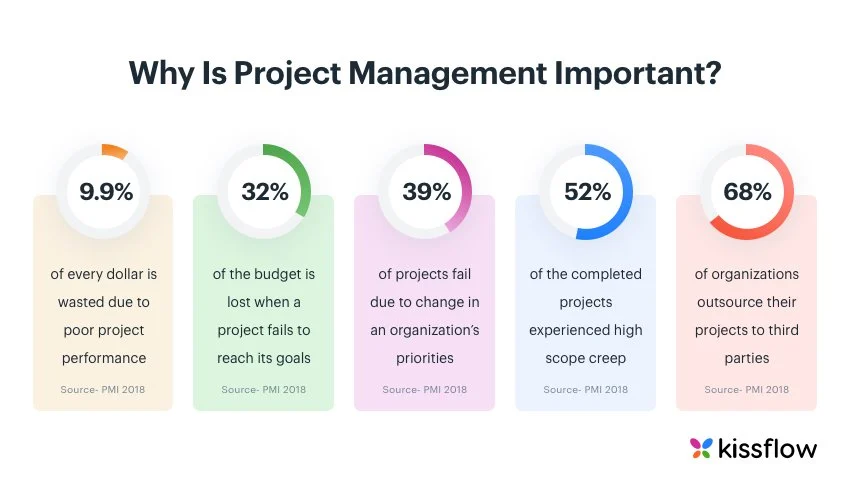 Why Is Project Management Important?
9.9%
of every dollar is
wasted due to
poor project
performance
Source- PMI 2018
32%
of the budget is
lost when a
project fails to
reach its goals
Source- PMI 2018
39%
of projects fail
due to change in
an organization's
priorities
Source- PMI 2018
52%
of the completed
projects
experienced high
scope creep
Source- PMI 2018
68%
of organizations
outsource their
projects to third
parties
Source- PMI 2018
kissflow